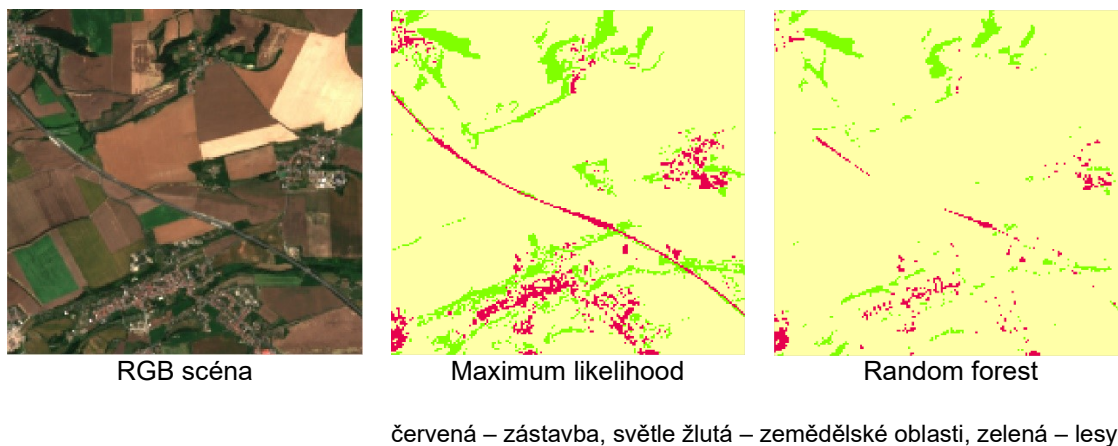 RGB scéna
Maximum likelihood
Random forest
červená – zástavba, světle žlutá – zemědělské oblasti, zelená – lesy